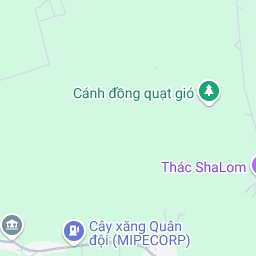 Cánh đồng quạt gió
Thác ShaLom
Cây xăng Quân
đội (MIPECORP)